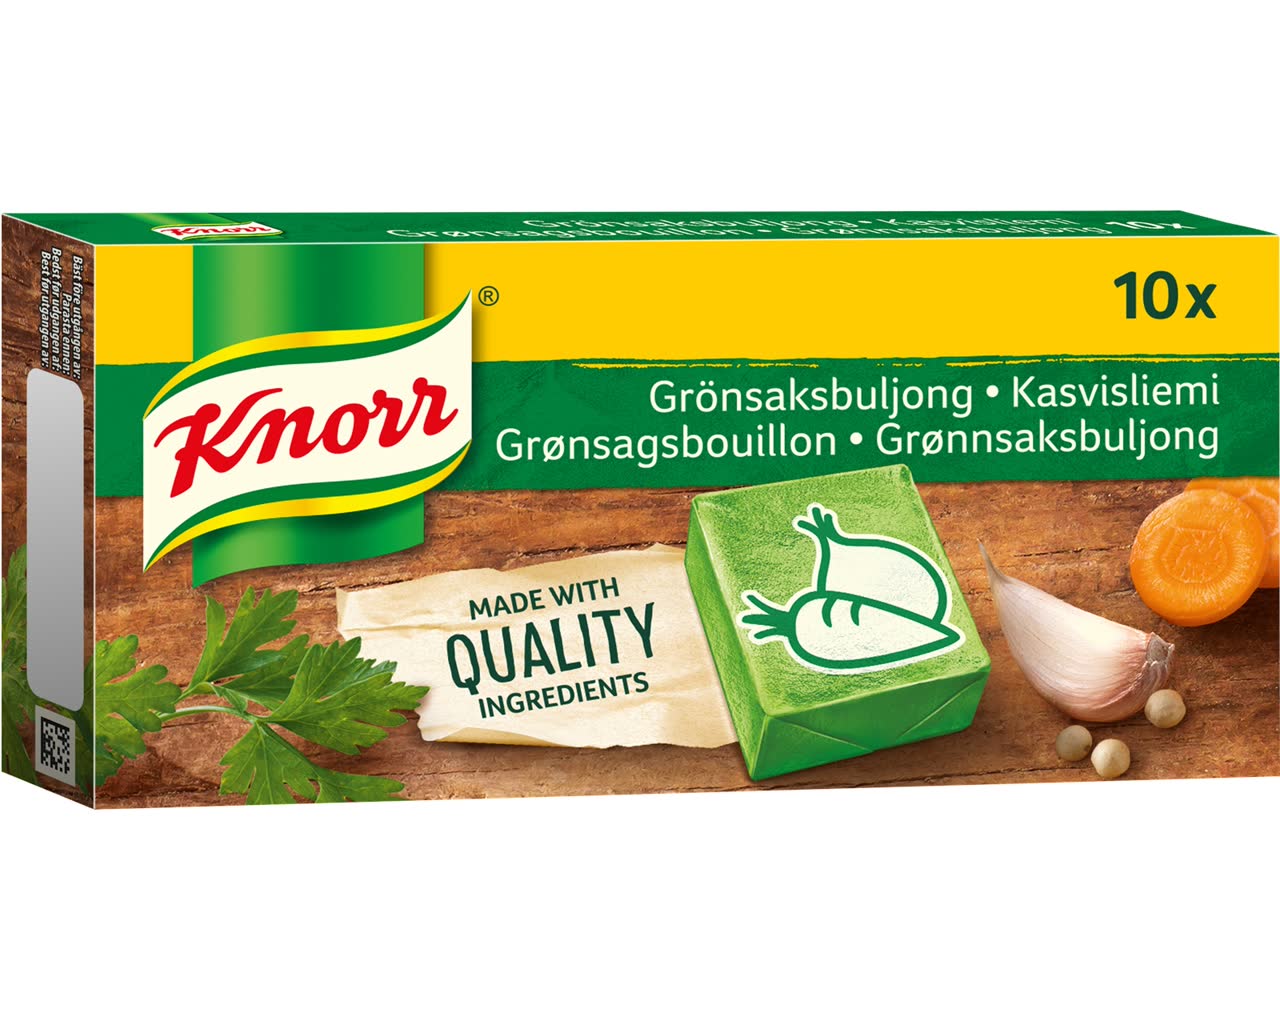 Knorr
Grönsaksbuljong • Kasvisliemi
Grønsagsbouillon • Grønnsaksbuljong 10x
10x
Knorr®
Grönsaksbuljong • Kasvisliemi
Grønsagsbouillon • Grønnsaksbuljong
MADE WITH
QUALITY
INGREDIENTS
Bäst före utgången av:
Parasta ennen:
Bedst før udgangen af:
Best før utgangen av: